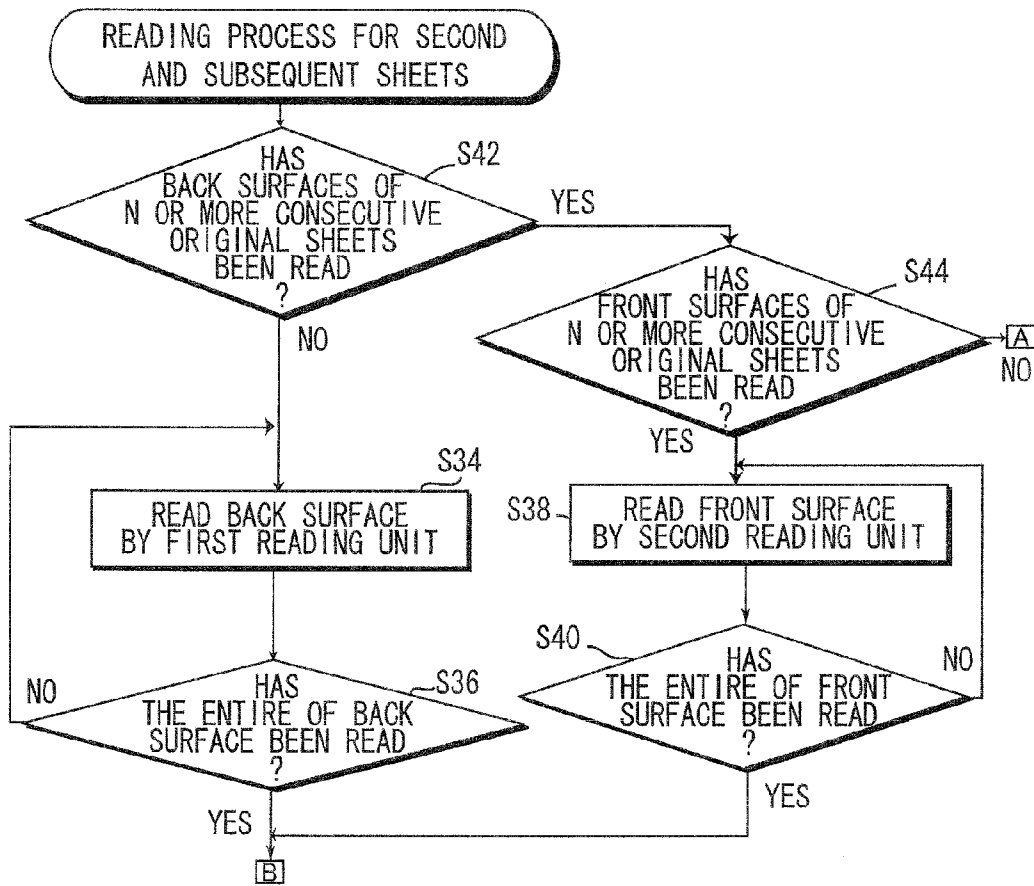 READING PROCESS FOR SECOND
AND SUBSEQUENT SHEETS
S42
HAS
BACK SURFACES OF
N OR MORE CONSECUTIVE
ORIGINAL SHEETS
BEEN READ
?
YES
NO
S44
HAS
FRONT SURFACES OF
N OR MORE CONSECUTIVE
ORIGINAL SHEETS
BEEN READ
?
A
NO
YES
S34
READ BACK SURFACE
BY FIRST READING UNIT
S38
READ FRONT SURFACE
BY SECOND READING UNIT
S36
NO
HAS
THE ENTIRE OF BACK
SURFACE BEEN READ
?
YES
S40
NO
HAS
THE ENTIRE OF FRONT
SURFACE BEEN READ
?
YES
B